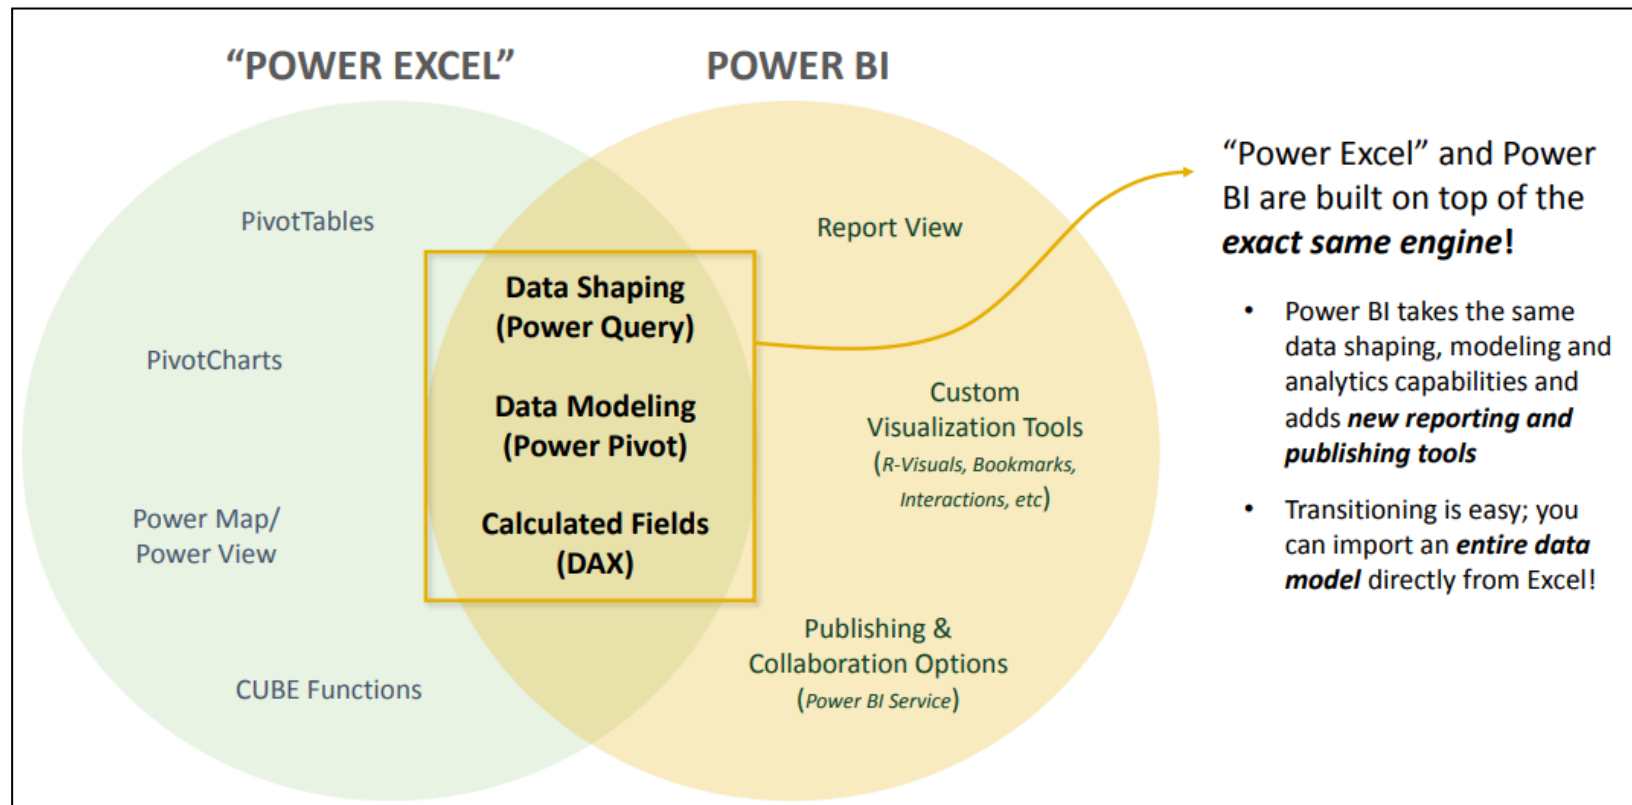 “POWER EXCEL”
POWER BI
PivotTables
PivotCharts
Power Map/
Power View
CUBE Functions
Data Shaping
(Power Query)
Data Modeling
(Power Pivot)
Calculated Fields
(DAX)
Report View
Custom
Visualization Tools
(R-Visuals, Bookmarks,
Interactions, etc)
Publishing &
Collaboration Options
(Power BI Service)
“Power Excel” and Power
BI are built on top of the
exact same engine!
• Power BI takes the same
data shaping, modeling and
analytics capabilities and
adds new reporting and
publishing tools
• Transitioning is easy; you
can import an entire data
model directly from Excel!